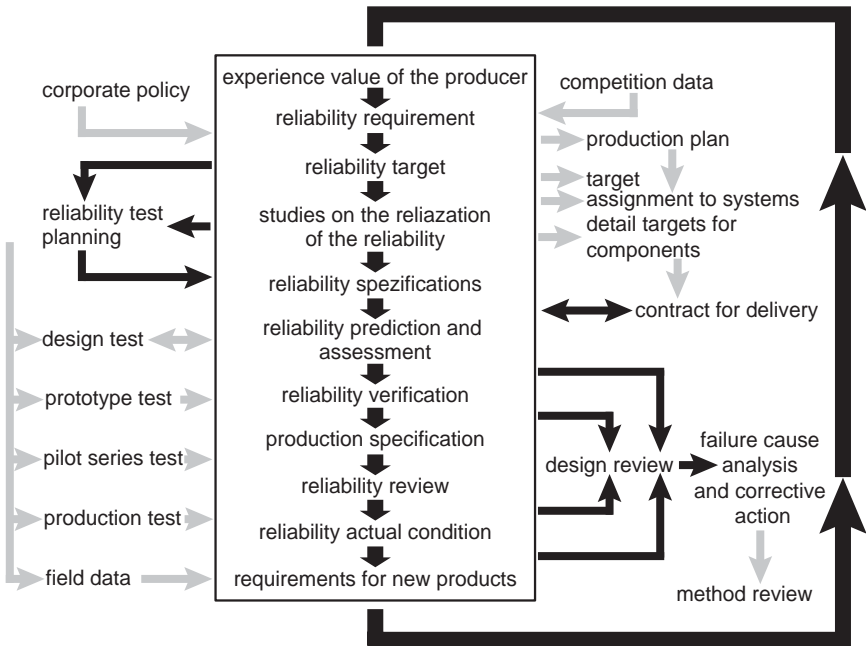 experience value of the producer
reliability requirement
reliability target
studies on the reliazation
of the reliability
reliability spezifications
reliability prediction and
assessment
reliability verification
production specification
reliability review
reliability actual condition
requirements for new products
corporate policy
reliability test
planning
design test
prototype test
pilot series test
production test
field data
competition data
production plan
target
assignment to systems
detail targets for
components
contract for delivery
design review
failure cause
analysis
and corrective
action
method review